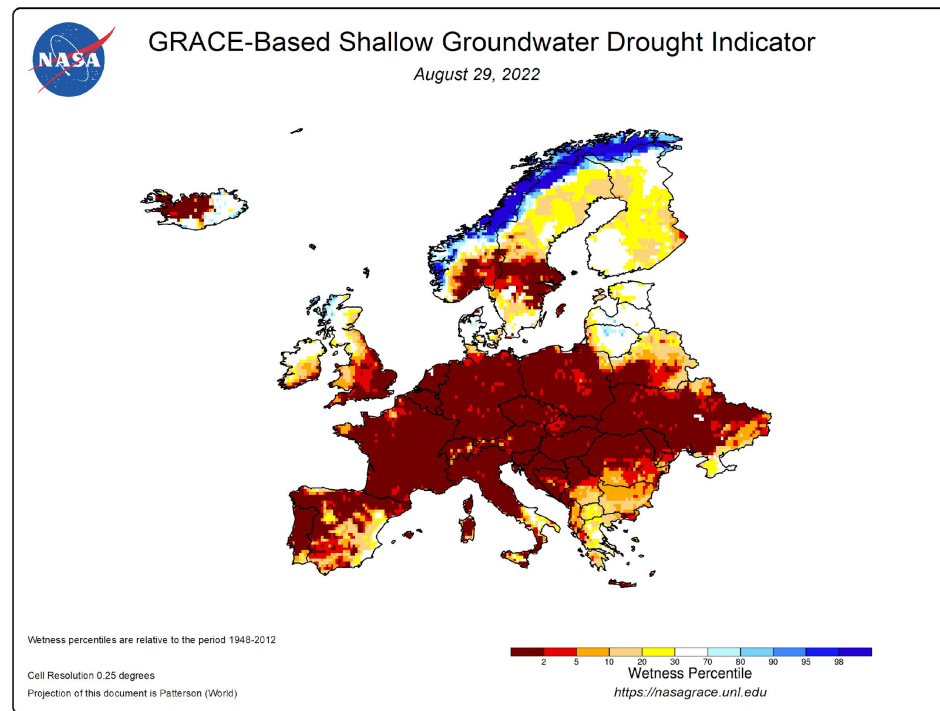 NASA
GRACE-Based Shallow Groundwater Drought Indicator
August 29, 2022
Wetness percentiles are relative to the period 1948-2012
Cell Resolution 0.25 degrees
Projection of this document is Patterson (World)
2 5 10 20 30 70 80 90 95 98
Wetness Percentile
https://nasagrace.unl.edu